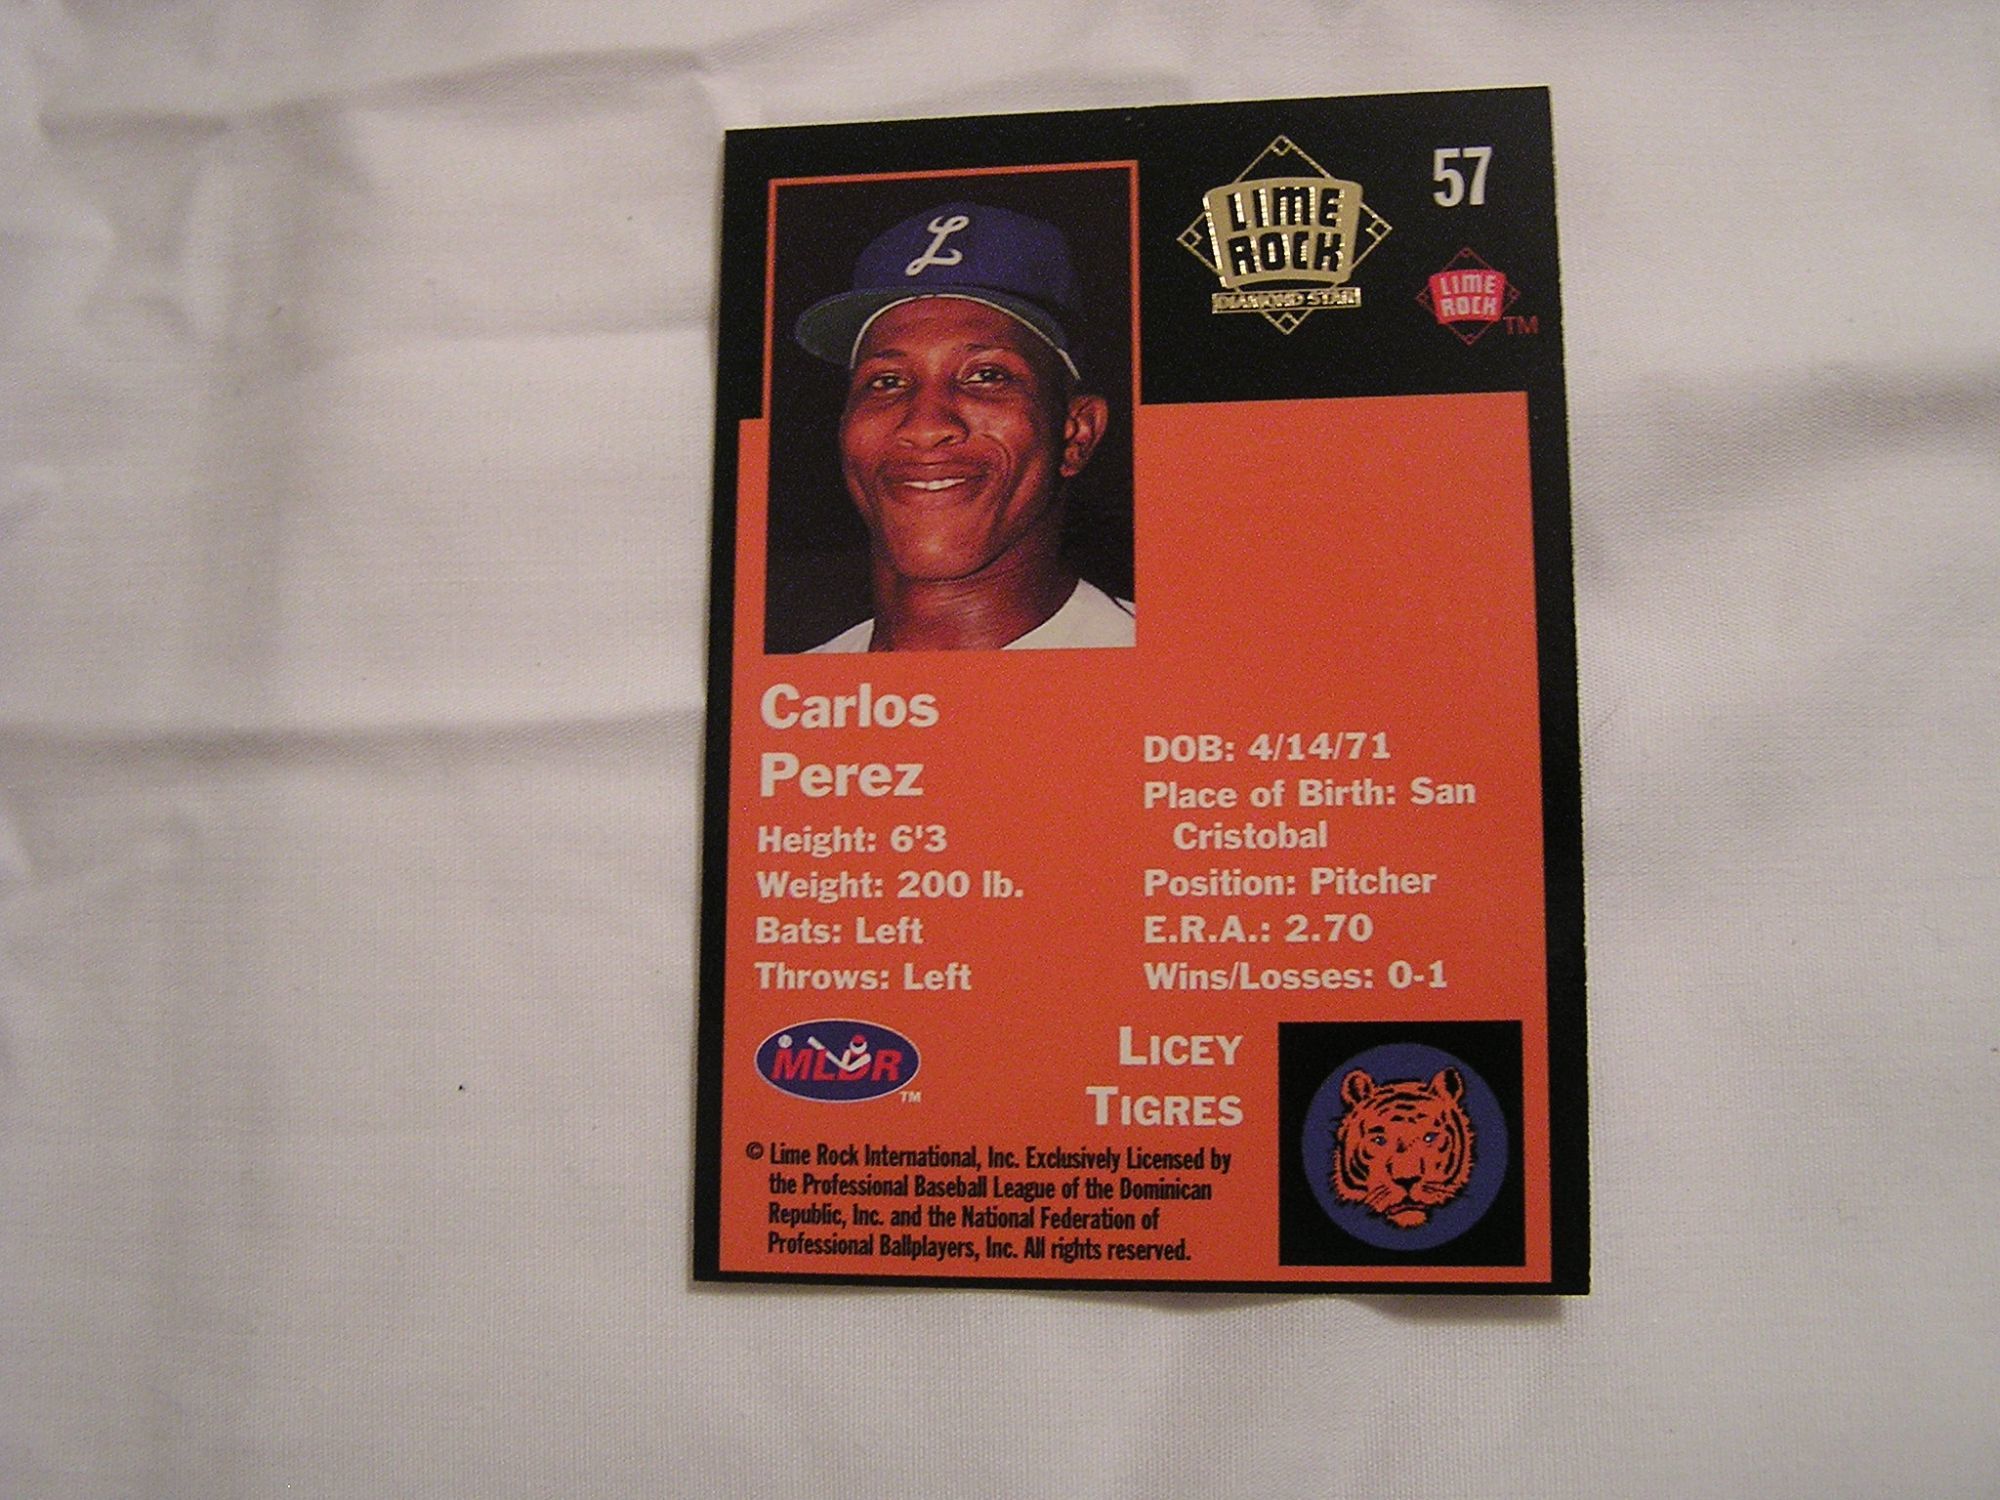 57
LIME
ROCK
DIAMOND STAR
LIME
ROCK
TM
L
Carlos
Perez
Height: 6'3
Weight: 200 lb.
Bats: Left
Throws: Left
DOB: 4/14/71
Place of Birth: San
Cristobal
Position: Pitcher
E.R.A.: 2.70
Wins/Losses: 0-1
MLDR
TM
LICEY
TIGRES
© Lime Rock International, Inc. Exclusively Licensed by
the Professional Baseball League of the Dominican
Republic, Inc. and the National Federation of
Professional Ballplayers, Inc. All rights reserved.